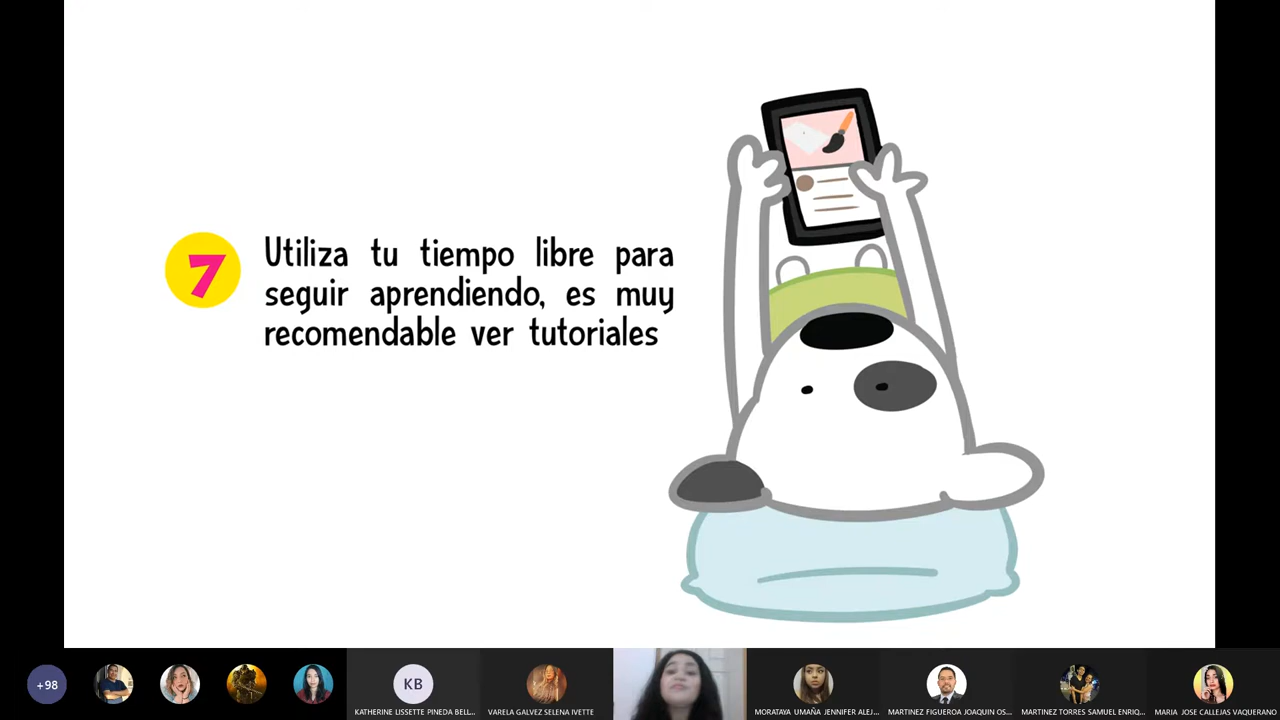 7
Utiliza tu tiempo libre para
seguir aprendiendo, es muy
recomendable ver tutoriales
+98
KB
KATHERINE LISSETTE PINEDA BELL...
VARELA GALVEZ SELENA IVETTE
MORATAYA UMAÑA JENNIFER ALEJ...
MARTINEZ FIGUEROA JOAQUIN OS...
MARTINEZ TORRES SAMUEL ENRIQ...
MARIA JOSE CALLEJAS VAQUERANO